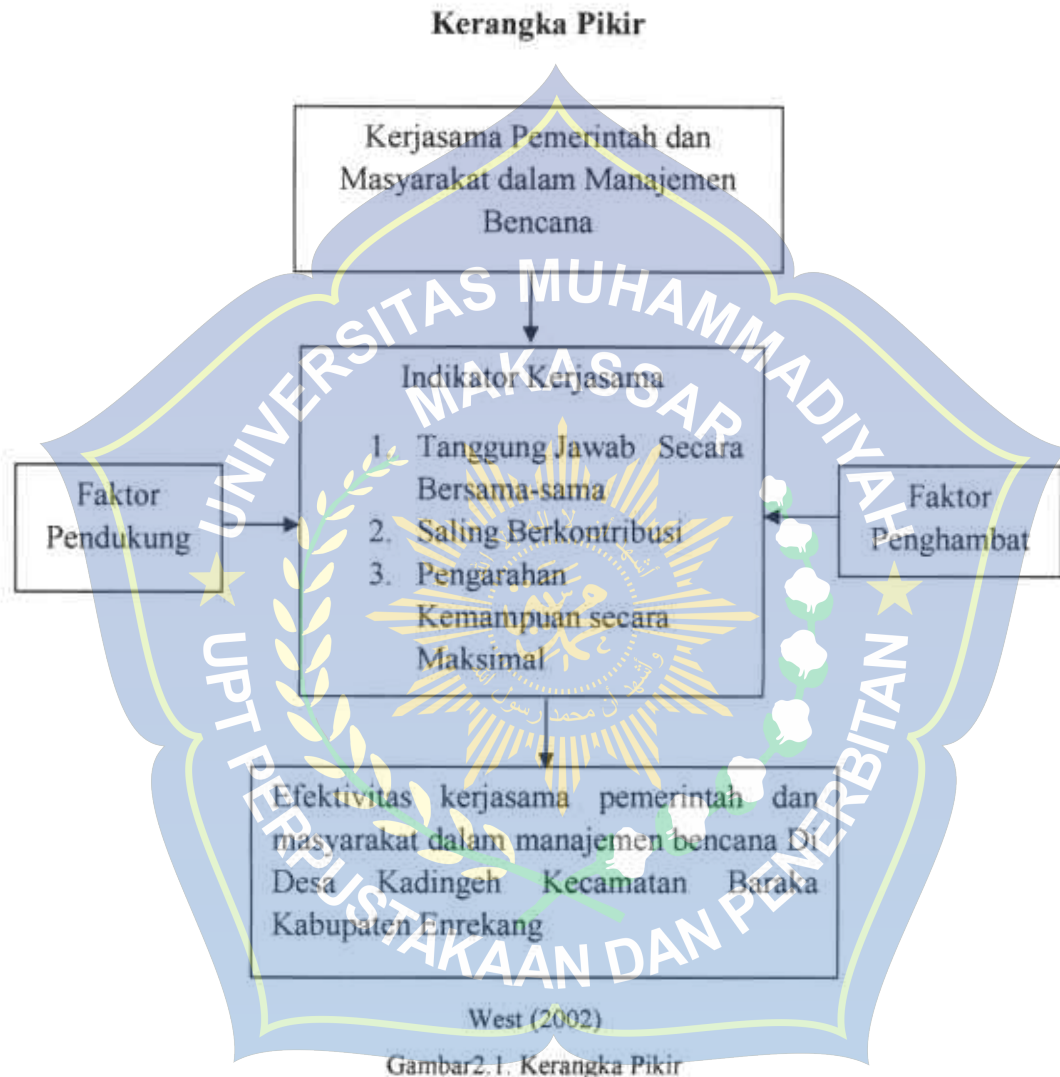 Kerangka Pikir
Kerjasama Pemerintah dan
Masyarakat dalam Manajemen
Bencana
UNIVERSITAS MUHAMMADIYAH
MAKASSAR
Indikator Kerjasama
1. Tanggung Jawab Secara
Bersama-sama
2. Saling Berkontribusi
3. Pengarahan
Kemampuan secara
Maksimal
Faktor
Pendukung
Faktor
Penghambat
Efektivitas kerjasama pemerintah dan
masyarakat dalam manajemen bencana Di
Desa Kadingeh Kecamatan Baraka
Kabupaten Enrekang
UPT PERPUSTAKAAN DAN PENERBITAN
West (2002)
Gambar2.1. Kerangka Pikir